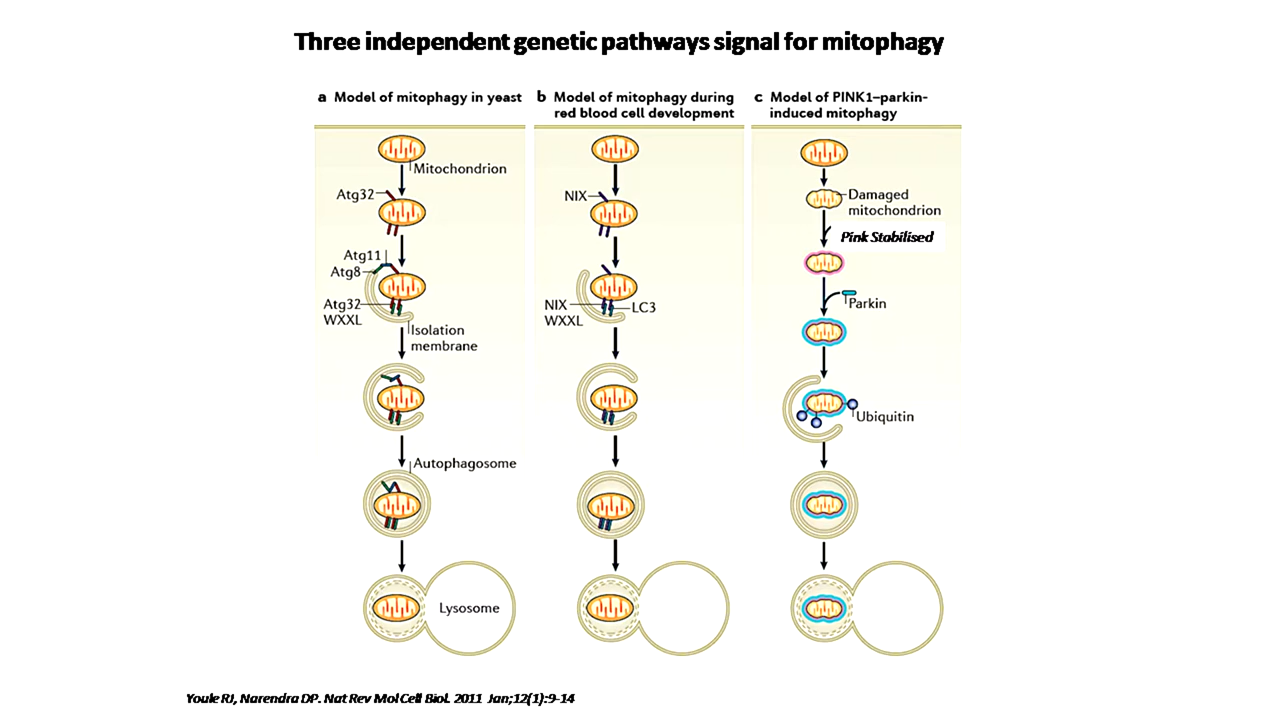 Three independent genetic pathways signal for mitophagy
a Model of mitophagy in yeast
Mitochondrion
Atg32
Atg11
Atg8
Atg32
WXXL
Isolation
membrane
Autophagosome
Lysosome
b Model of mitophagy during
red blood cell development
NIX
NIX
WXXL
LC3
c Model of PINK1–parkin-
induced mitophagy
Damaged
mitochondrion
Pink Stabilised
Parkin
Ubiquitin
Youle RJ, Narendra DP. Nat Rev Mol Cell Biol. 2011 Jan;12(1):9-14